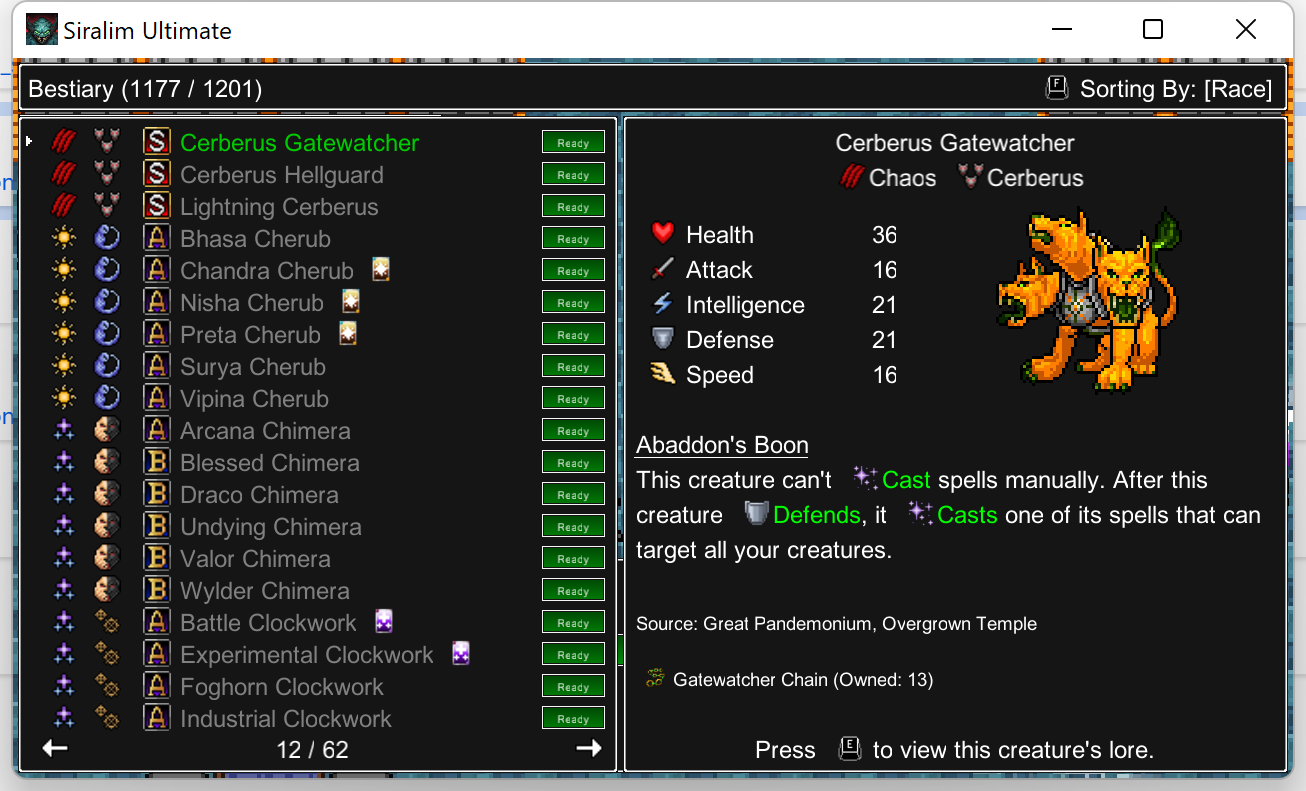 Siralim Ultimate
Bestiary (1177 / 1201)
F Sorting By: [Race]
S Cerberus Gatewatcher Ready
S Cerberus Hellguard Ready
S Lightning Cerberus Ready
A Bhasa Cherub Ready
A Chandra Cherub Ready
A Nisha Cherub Ready
A Preta Cherub Ready
A Surya Cherub Ready
A Vipina Cherub Ready
A Arcana Chimera Ready
B Blessed Chimera Ready
B Draco Chimera Ready
B Undying Chimera Ready
B Valor Chimera Ready
B Wylder Chimera Ready
A Battle Clockwork Ready
A Experimental Clockwork Ready
A Foghorn Clockwork Ready
A Industrial Clockwork Ready
12 / 62
Cerberus Gatewatcher
Chaos Cerberus
Health 36
Attack 16
Intelligence 21
Defense 21
Speed 16
Abaddon's Boon
This creature can't Cast spells manually. After this
creature Defends, it Casts one of its spells that can
target all your creatures.
Source: Great Pandemonium, Overgrown Temple
Gatewatcher Chain (Owned: 13)
Press E to view this creature's lore.